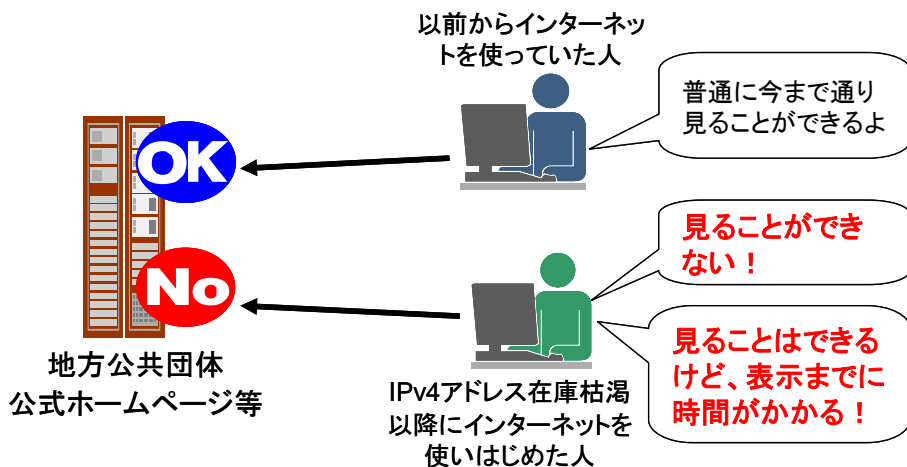 以前からインターネッ
トを使っていた人
普通に今まで通り
見ることができるよ
OK
見ることができ
ない！
No
見ることはできる
けど、表示までに
時間がかかる！
地方公共団体
公式ホームページ等
IPv4アドレス在庫枯渇
以降にインターネットを
使いはじめた人